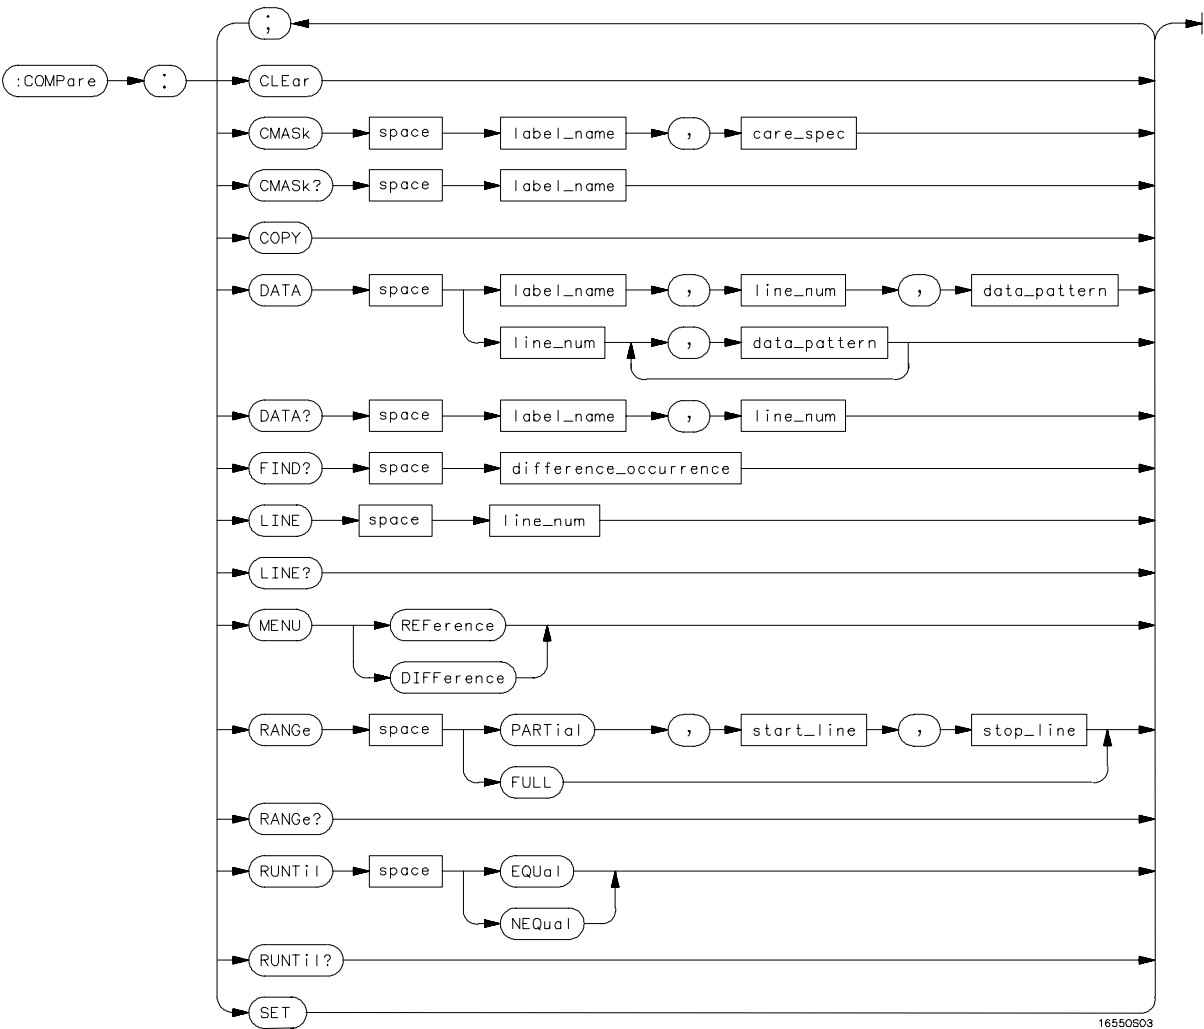 ;
:COMPare : CLEar
CMASk space label_name , care_spec
CMASk? space label_name
COPY
DATA space label_name , line_num , data_pattern
line_num , data_pattern
DATA? space label_name , line_num
FIND? space difference_occurrence
LINE space line_num
LINE?
MENU REFerence
DIFFerence
RANGe space PARTial , start_line , stop_line
FULL
RANGe?
RUNTil space EQUal
NEQual
RUNTil?
SET
16550S03